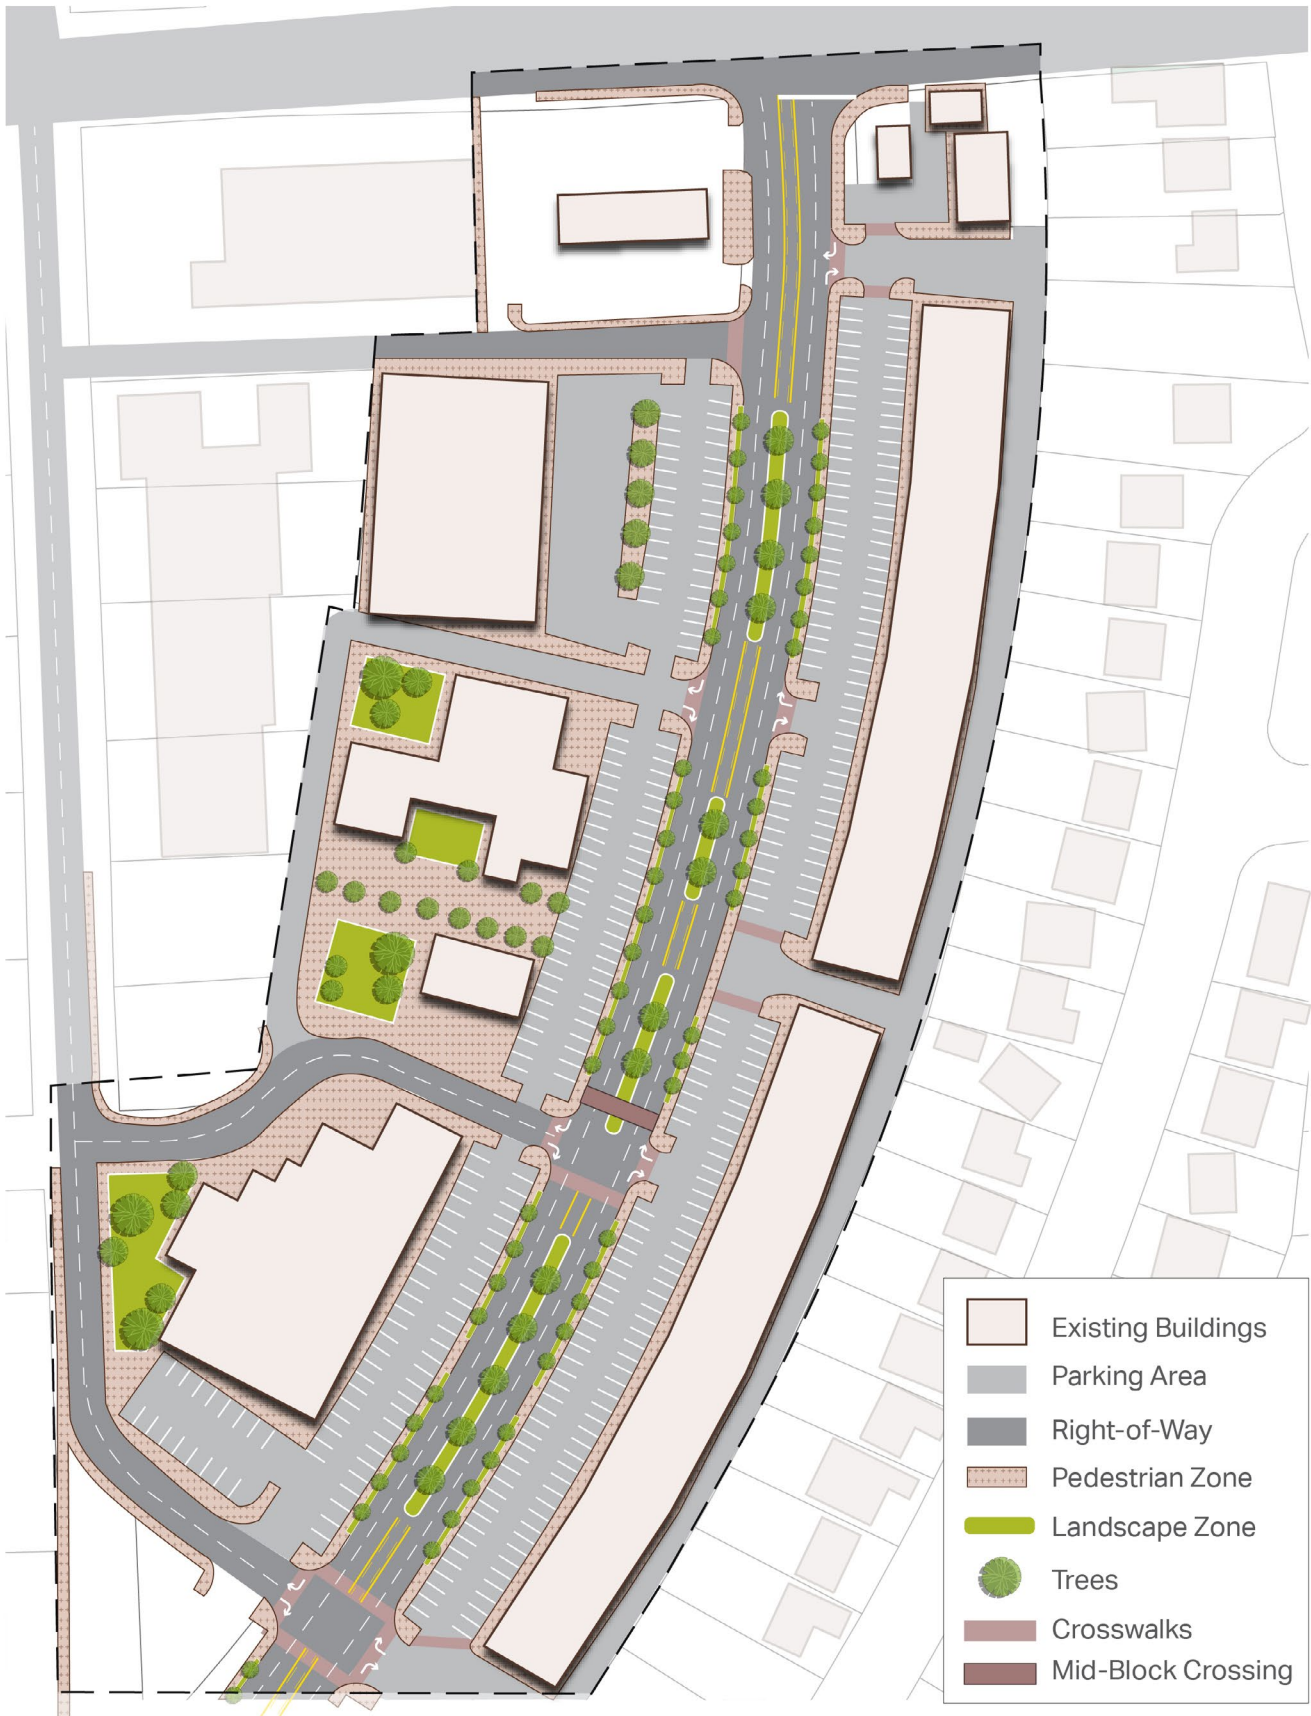 Existing Buildings
Parking Area
Right-of-Way
Pedestrian Zone
Landscape Zone
Trees
Crosswalks
Mid-Block Crossing